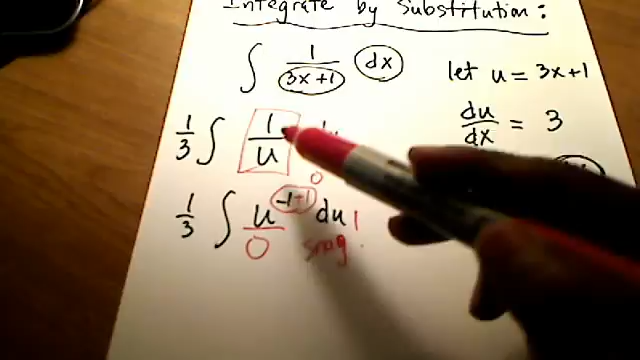 Integrate by Substitution:
∫ 1/(3x+1) dx
let u = 3x+1
du/dx = 3
1/3 ∫ 1/u
0
1/3 ∫ u^(-1+1) du
0 snag.